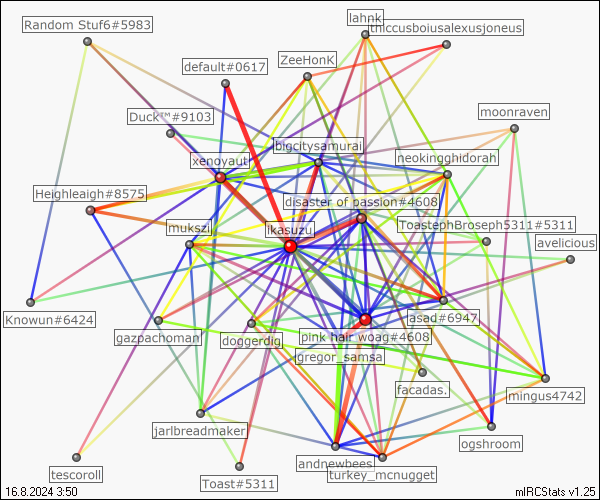 lahnk
Random Stuf6#5983
thiccusboiusalexusjoneus
ZeeHonK
default#0617
Duck™#9103
moonraven
bigcitysamurai
xenoyaut
neokingghidorah
Heighleaigh#8575
disaster of passion#4608
ToastephBroseph5311#5311
mukszi
ikasuzu
avelicious
Knowun#6424
asad#6947
gazpachoman
doggerdig
pink hair woag#4608
gregor_samsa
facadas.
mingus4742
jarlbreadmaker
ogshroom
andnewbees
tescoroll
Toast#5311
turkey_mcnugget
16.8.2024 3:50
mIRCStats v1.25